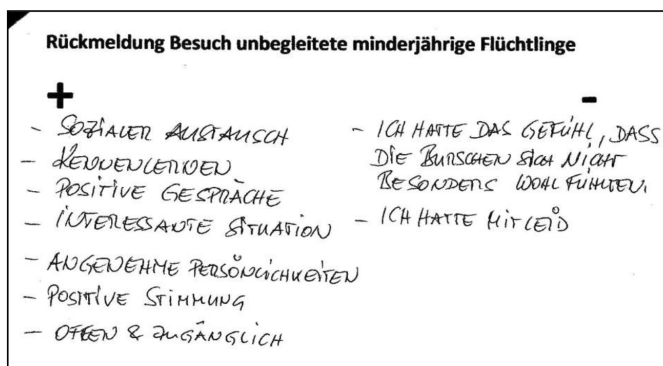 Rückmeldung Besuch unbegleitete minderjährige Flüchtlinge
+
- SOZIALER AUSTAUSCH
- KENNENLERNEN
- POSITIVE GESPRÄCHE
- INTERESSANTE SITUATION
- ANGENEHME PERSÖNLICHKEITEN
- POSITIVE STIMMUNG
- OFFEN & ZUGÄNGLICH
-
- ICH HATTE DAS GEFÜHL, DASS
DIE BURSCHEN SICH NICHT
BESONDERS WOHL FÜHLTEN.
- ICH HATTE MITLEID